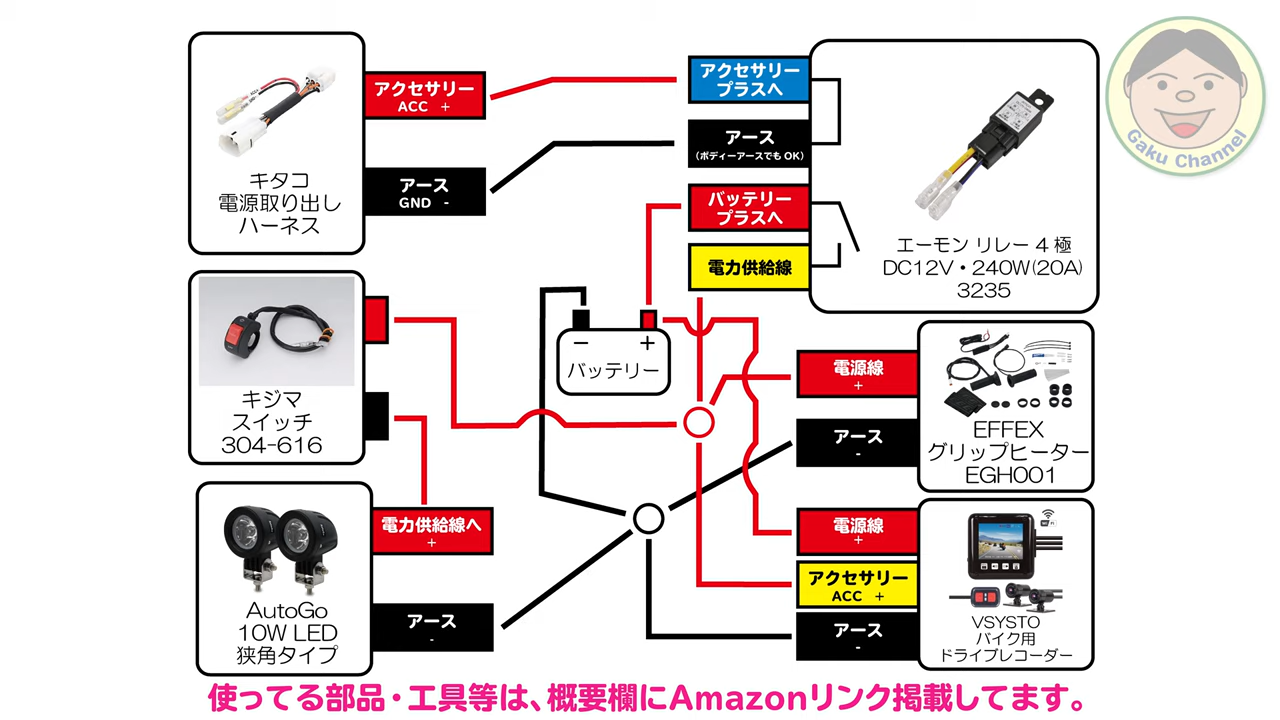 アクセサリー
ACC +
アース
GND -
キタコ
電源取り出し
ハーネス
アクセサリー
プラスへ
アース
(ボディーアースでも OK)
バッテリー
プラスへ
電力供給線
エーモン リレー 4 極
DC12V・240W(20A)
3235
Gaku Channel
キジマ
スイッチ
304-616
- +
バッテリー
電源線
+
アース
-
EFFEX
グリップヒーター
EGH001
電力供給線へ
+
アース
-
AutoGo
10W LED
狭角タイプ
電源線
+
アクセサリー
ACC +
アース
-
Wi Fi
VSYSTO
バイク用
ドライブレコーダー
使ってる部品・工具等は、概要欄にAmazonリンク掲載してます。